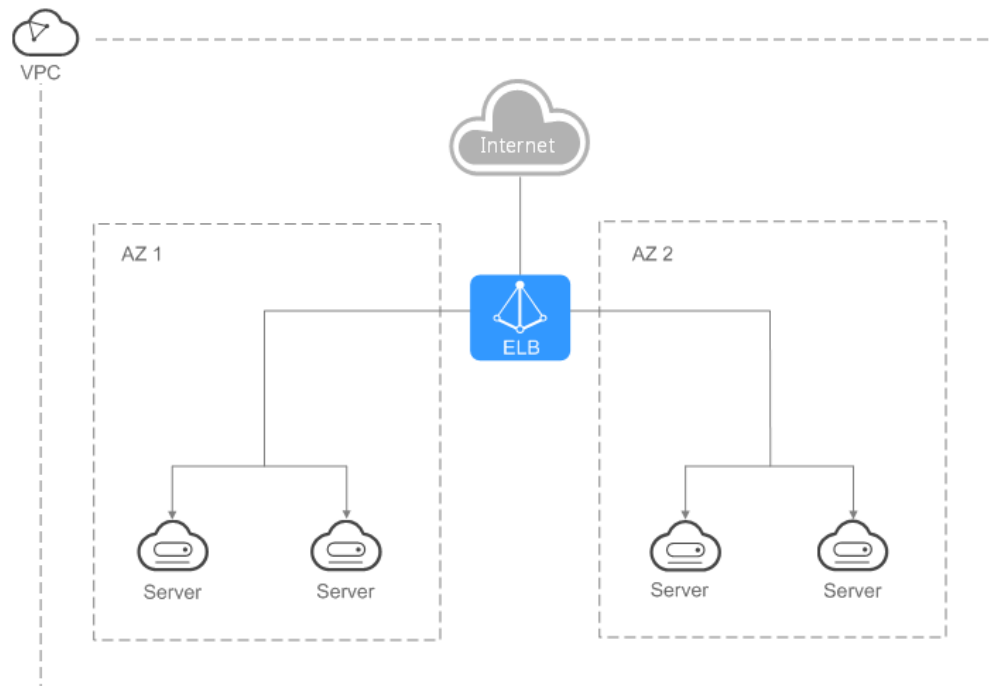 VPC
Internet
AZ 1
AZ 2
ELB
Server
Server
Server
Server